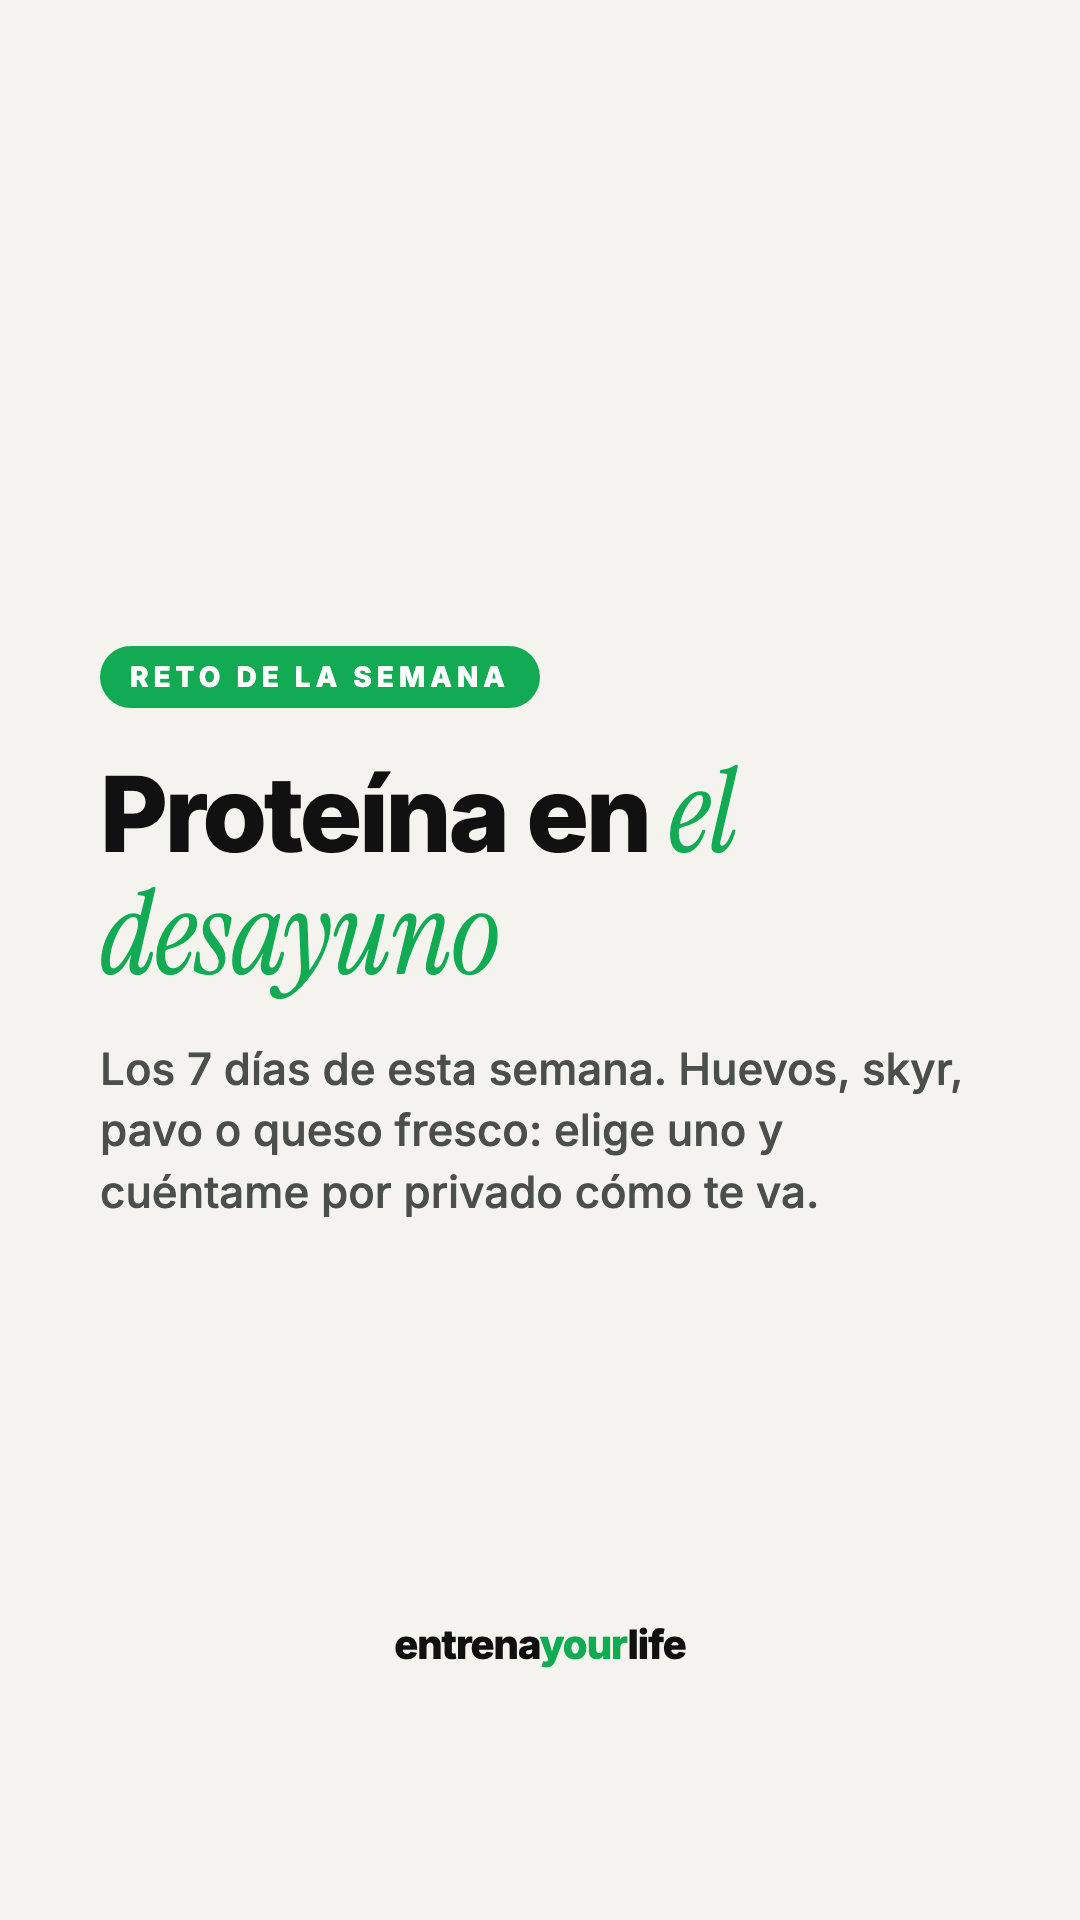 RETO DE LA SEMANA
Proteína en el
desayuno
Los 7 días de esta semana. Huevos, skyr,
pavo o queso fresco: elige uno y
cuéntame por privado cómo te va.
entrenayourlife